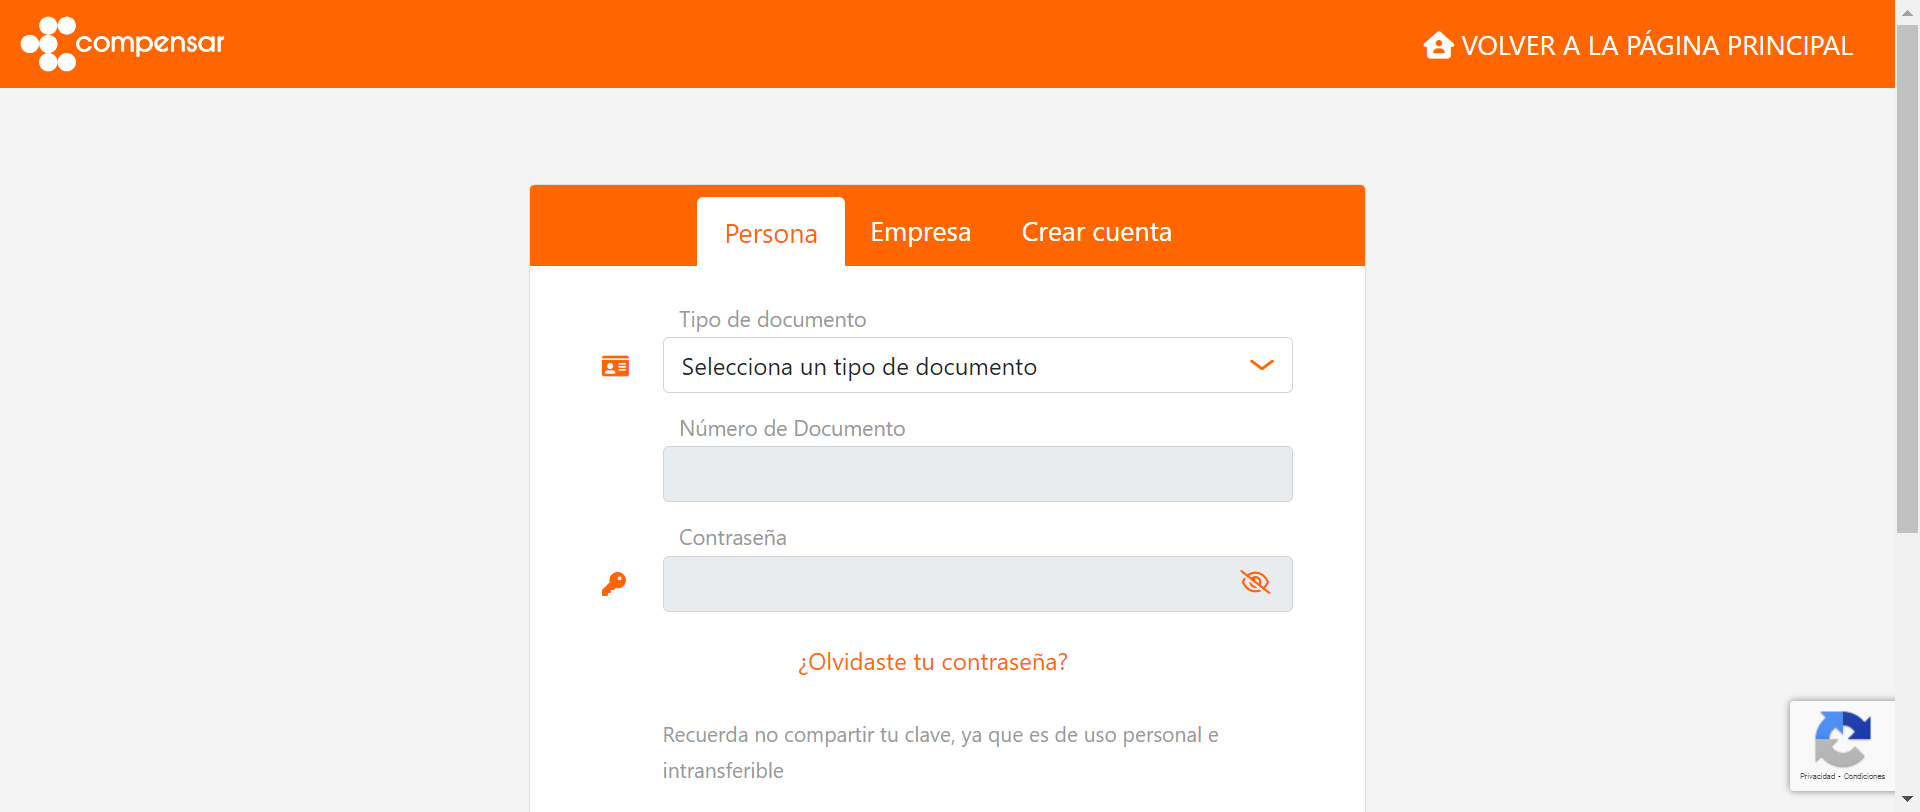 compensar
VOLVER A LA PÁGINA PRINCIPAL
Persona
Empresa
Crear cuenta
Tipo de documento
Selecciona un tipo de documento
Número de Documento
Contraseña
¿Olvidaste tu contraseña?
Recuerda no compartir tu clave, ya que es de uso personal e
intransferible
Privacidad - Condiciones